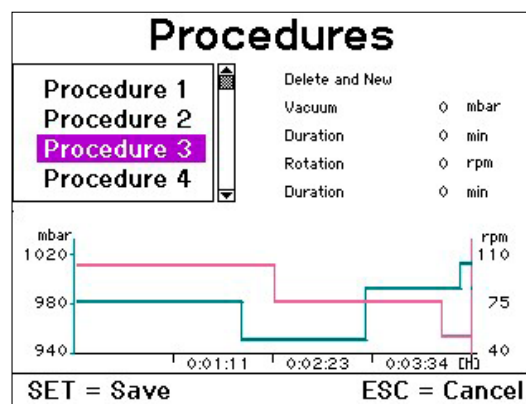 Procedures
Procedure 1
Procedure 2
Procedure 3
Procedure 4
Delete and New
Vacuum 0 mbar
Duration 0 min
Rotation 0 rpm
Duration 0 min
mbar rpm
1020 110
980 75
940 40
0:01:11 0:02:23 0:03:34 [H]
SET = Save ESC = Cancel